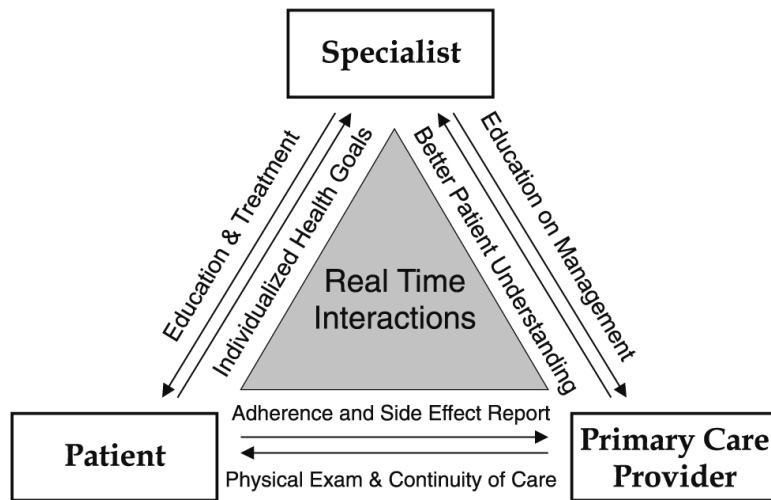 Specialist
Education & Treatment
Individualized Health Goals
Better Patient Understanding
Education on Management
Real Time
Interactions
Patient
Adherence and Side Effect Report
Physical Exam & Continuity of Care
Primary Care
Provider